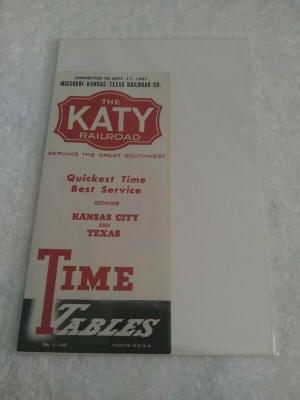 CORRECTED TO SEPT. 17, 1961
MISSOURI-KANSAS-TEXAS RAILROAD CO.
THE
KATY
RAILROAD
SERVING THE GREAT SOUTHWEST
Quickest Time
Best Service
BETWEEN
KANSAS CITY
AND
TEXAS
TIME
TABLES
PRINTED IN U.S.A.